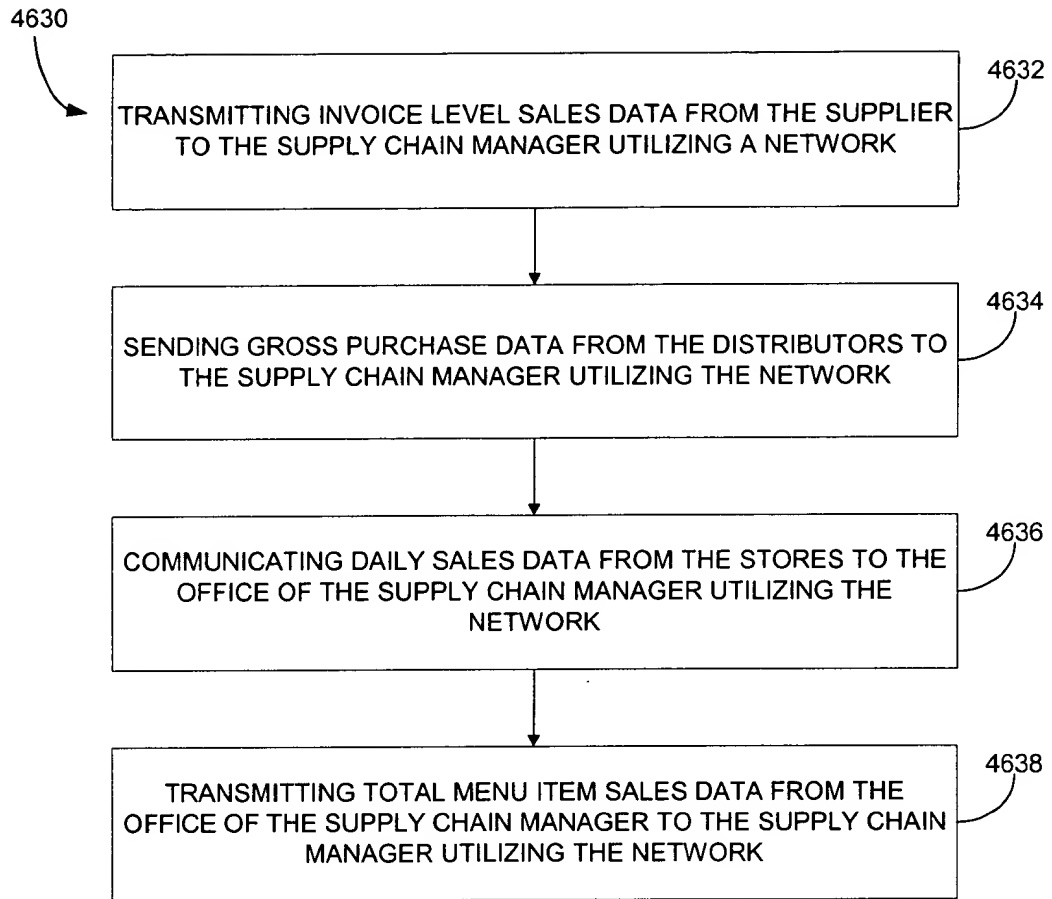 4630
4632
TRANSMITTING INVOICE LEVEL SALES DATA FROM THE SUPPLIER
TO THE SUPPLY CHAIN MANAGER UTILIZING A NETWORK
4634
SENDING GROSS PURCHASE DATA FROM THE DISTRIBUTORS TO
THE SUPPLY CHAIN MANAGER UTILIZING THE NETWORK
4636
COMMUNICATING DAILY SALES DATA FROM THE STORES TO THE
OFFICE OF THE SUPPLY CHAIN MANAGER UTILIZING THE
NETWORK
4638
TRANSMITTING TOTAL MENU ITEM SALES DATA FROM THE
OFFICE OF THE SUPPLY CHAIN MANAGER TO THE SUPPLY CHAIN
MANAGER UTILIZING THE NETWORK